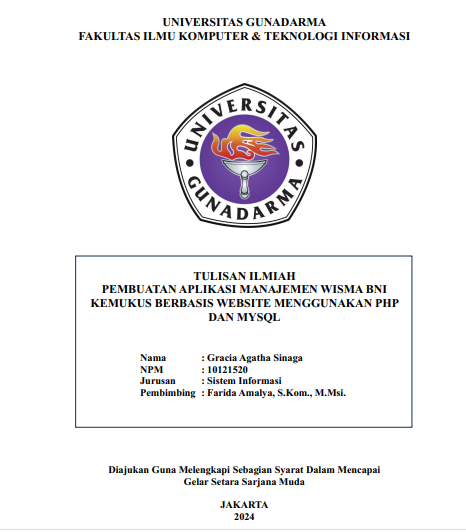 UNIVERSITAS GUNADARMA
FAKULTAS ILMU KOMPUTER & TEKNOLOGI INFORMASI
UNIVERSITAS
GUNADARMA
TULISAN ILMIAH
PEMBUATAN APLIKASI MANAJEMEN WISMA BNI
KEMUKUS BERBASIS WEBSITE MENGGUNAKAN PHP
DAN MYSQL
Nama : Gracia Agatha Sinaga
NPM : 10121520
Jurusan : Sistem Informasi
Pembimbing : Farida Amalya, S.Kom., M.Msi.
Diajukan Guna Melengkapi Sebagian Syarat Dalam Mencapai
Gelar Setara Sarjana Muda
JAKARTA
2024